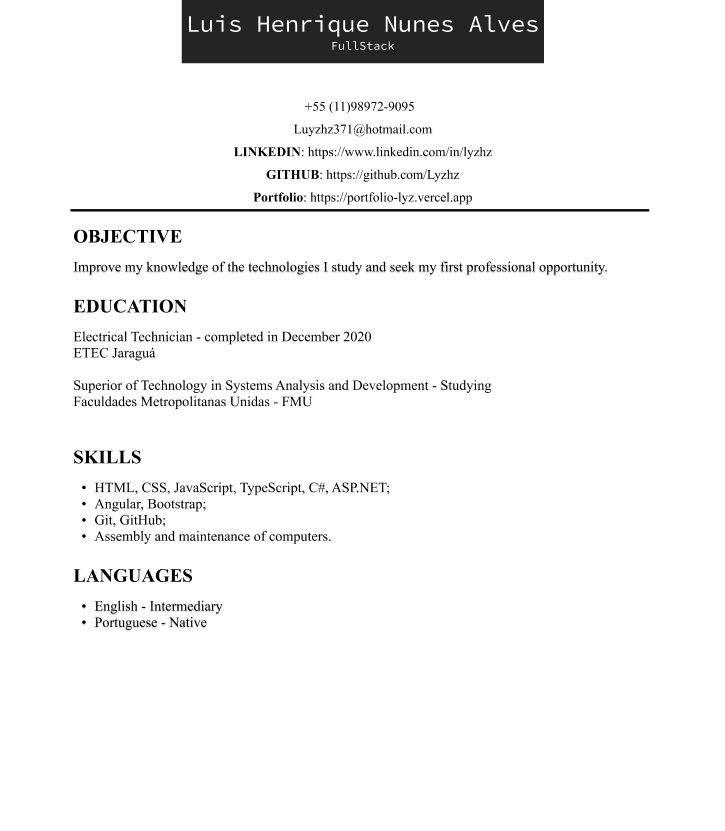 Luis Henrique Nunes Alves
FullStack
+55 (11)98972-9095
Luyzhz371@hotmail.com
LINKEDIN: https://www.linkedin.com/in/lyzhz
GITHUB: https://github.com/Lyzhz
Portfolio: https://portfolio-lyz.vercel.app
OBJECTIVE
Improve my knowledge of the technologies I study and seek my first professional opportunity.
EDUCATION
Electrical Technician - completed in December 2020
ETEC Jaraguá
Superior of Technology in Systems Analysis and Development - Studying
Faculdades Metropolitanas Unidas - FMU
SKILLS
• HTML, CSS, JavaScript, TypeScript, C#, ASP.NET;
• Angular, Bootstrap;
• Git, GitHub;
• Assembly and maintenance of computers.
LANGUAGES
• English - Intermediary
• Portuguese - Native